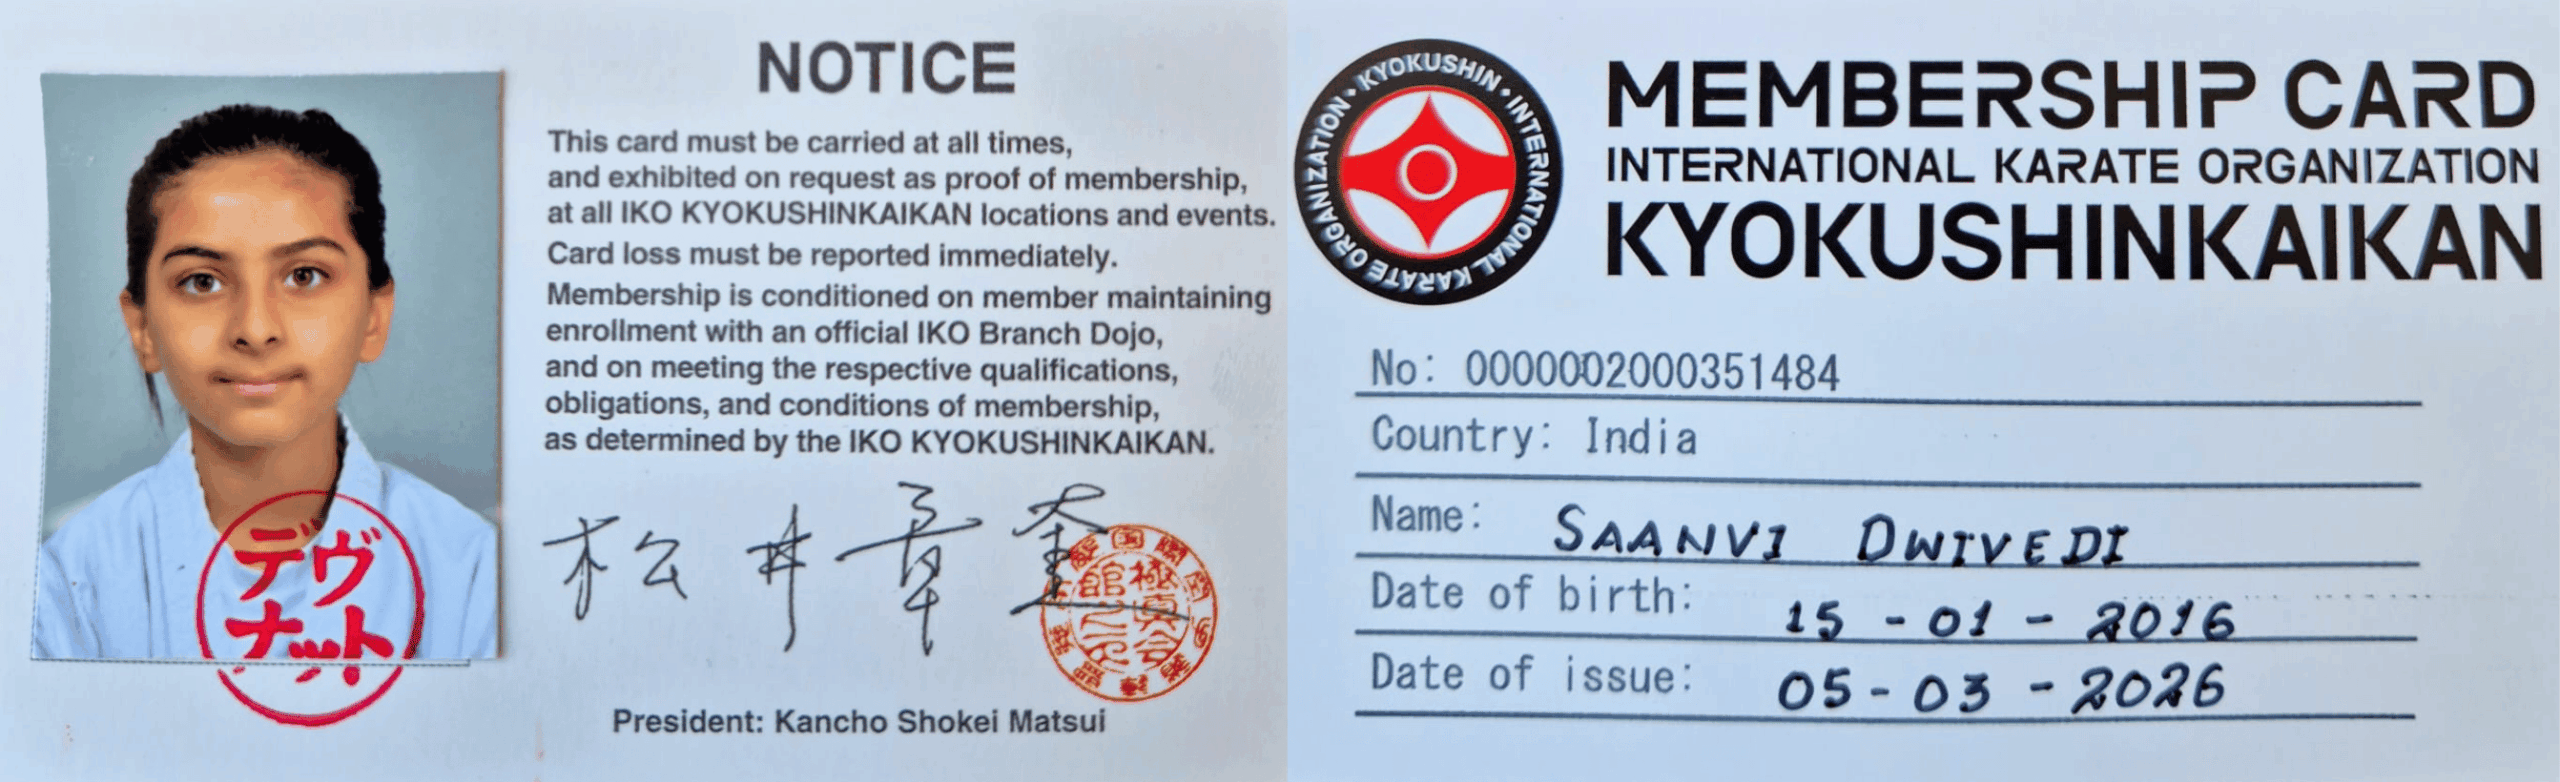 NOTICE
This card must be carried at all times,
and exhibited on request as proof of membership,
at all IKO KYOKUSHINKAIKAN locations and events.
Card loss must be reported immediately.
Membership is conditioned on member maintaining
enrollment with an official IKO Branch Dojo,
and on meeting the respective qualifications,
obligations, and conditions of membership,
as determined by the IKO KYOKUSHINKAIKAN.
松井章奎
President: Kancho Shokei Matsui
デヴ
ナット
KYOKUSHIN • INTERNATIONAL KARATE ORGANIZATION •
MEMBERSHIP CARD
INTERNATIONAL KARATE ORGANIZATION
KYOKUSHINKAIKAN
No: 0000002000351484
Country: India
Name: SAANVI DWIVEDI
Date of birth: 15 - 01 - 2016
Date of issue: 05 - 03 - 2026